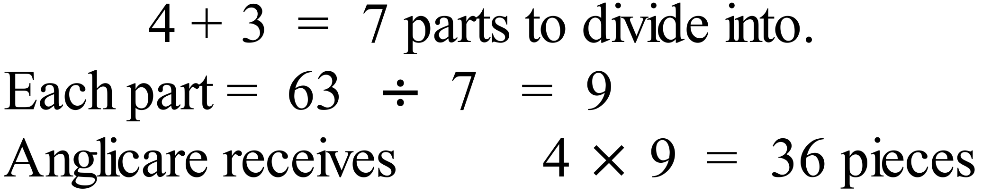 4 + 3 = 7 parts to divide into.
Each part = 63 ÷ 7 = 9
Anglicare receives 4 × 9 = 36 pieces